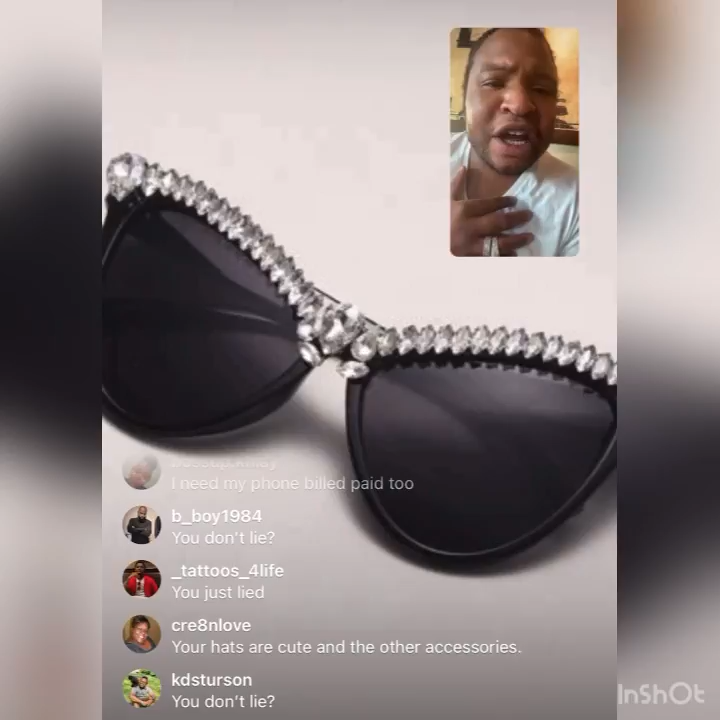 I need my phone billed paid too
b_boy1984
You don't lie?
_tattoos_4life
You just lied
cre8nlove
Your hats are cute and the other accessories.
kdsturson
You don't lie?
InShOt